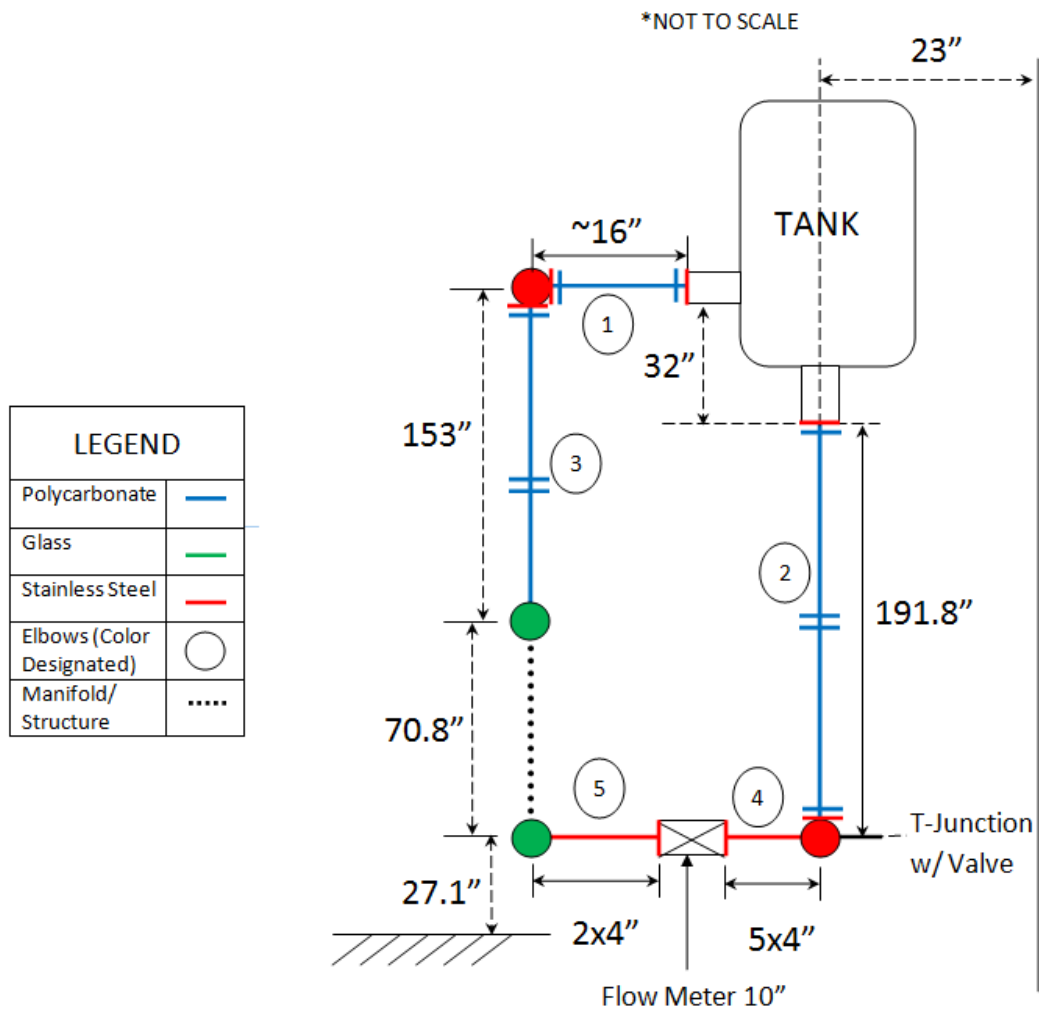 *NOT TO SCALE
23”
TANK
~16”
1
32”
153”
3
LEGEND
Polycarbonate
Glass
Stainless Steel
Elbows (Color
Designated)
Manifold/
Structure
2
191.8”
70.8”
5
4
T-Junction
w/ Valve
27.1”
2x4”
5x4”
Flow Meter 10”